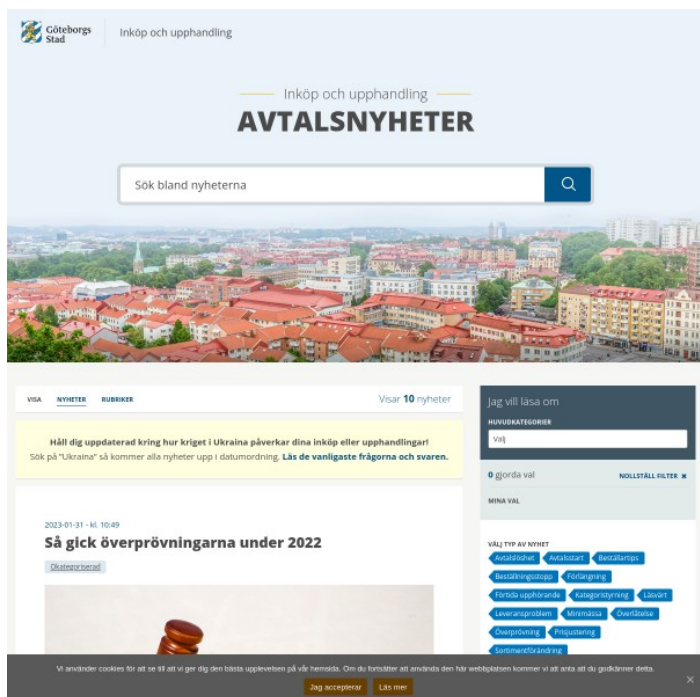 Göteborgs
Stad
Inköp och upphandling
Inköp och upphandling
AVTALSNYHETER
Sök bland nyheterna
VISA NYHETER RUBRIKER
Visar 10 nyheter
Håll dig uppdaterad kring hur kriget i Ukraina påverkar dina inköp eller upphandlingar!
Sök på "Ukraina" så kommer alla nyheter upp i datumordning. Läs de vanligaste frågorna och svaren.
2023-01-31 - kl. 10:49
Så gick överprövningarna under 2022
Okategoriserad
Jag vill läsa om
HUVUDKATEGORIER
Välj
0 gjorda val
NOLLSTÄLL FILTER ×
MINA VAL
VÄLJ TYP AV NYHET
Avtalslöshet Avtalsstart Beställartips
Beställningsstopp Förlängning
Förtida upphörande Kategoristyrning Läsvärt
Leveransproblem Minimässa Överlåtelse
Överprövning Prisjustering
Sortimentförändring
Vi använder cookies för att se till att vi ger dig den bästa upplevelsen på vår hemsida. Om du fortsätter att använda den här webbplatsen kommer vi att anta att du godkänner detta.
Jag accepterar Läs mer